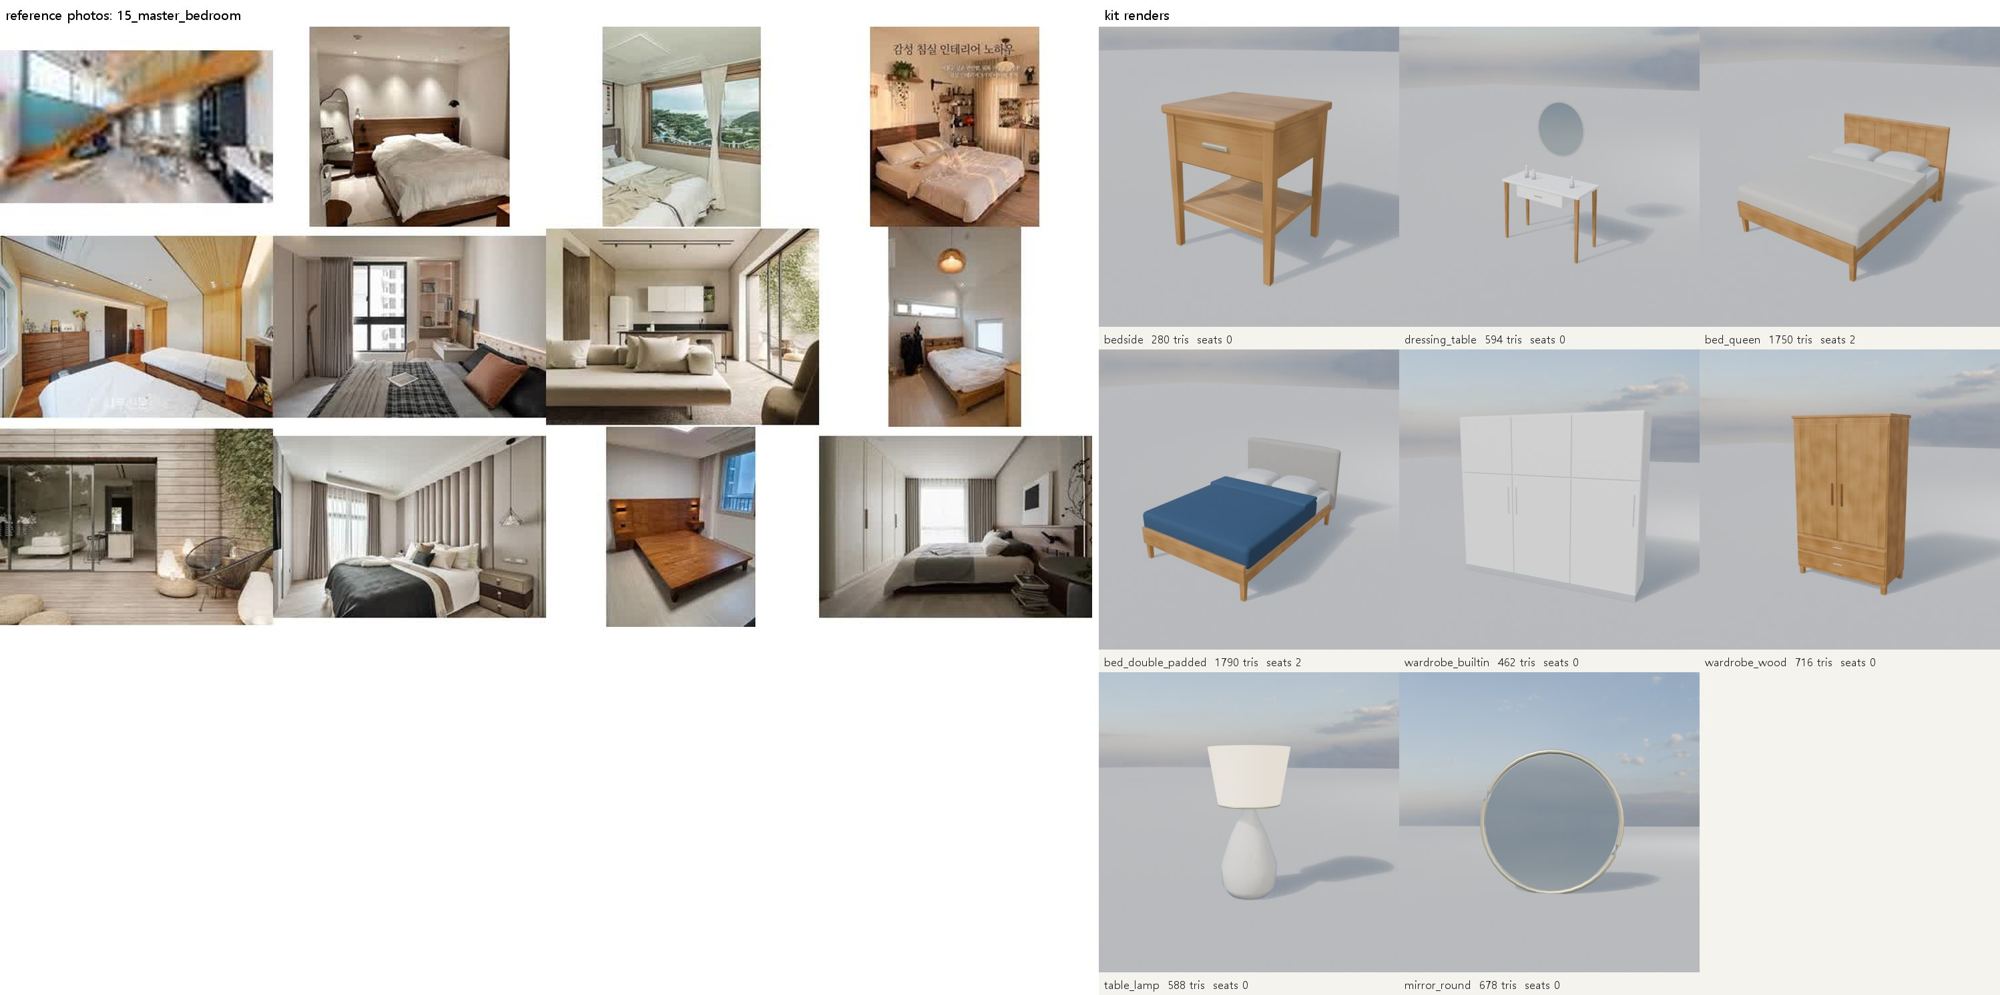 reference photos: 15_master_bedroom
kit renders
감성 침실 인테리어 노하우
bedside 280 tris seats 0
dressing_table 594 tris seats 0
bed_queen 1750 tris seats 2
bed_double_padded 1790 tris seats 2
wardrobe_builtin 462 tris seats 0
wardrobe_wood 716 tris seats 0
table_lamp 588 tris seats 0
mirror_round 678 tris seats 0